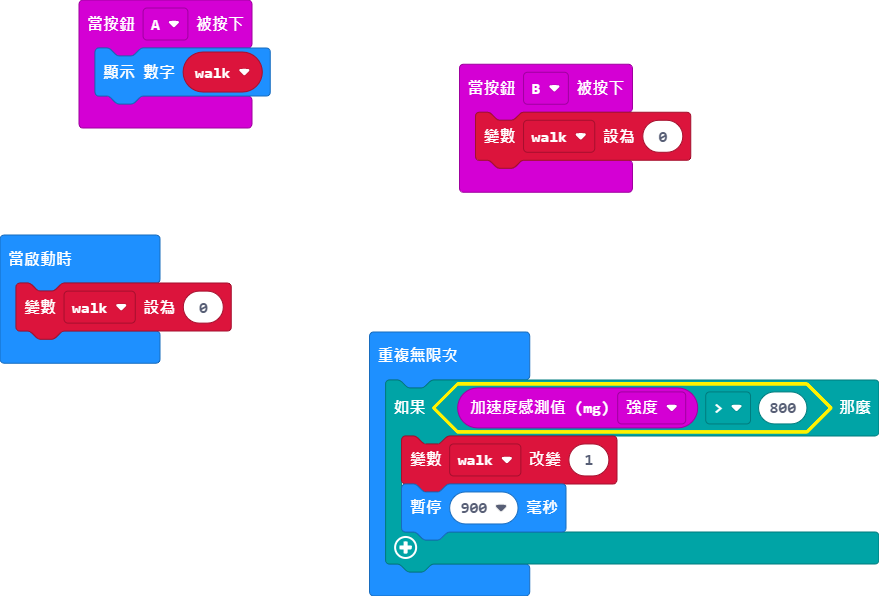 當按鈕 A 被按下
顯示 數字 walk
當按鈕 B 被按下
變數 walk 設為 0
當啟動時
變數 walk 設為 0
重複無限次
如果 加速度感測值 (mg) 強度 > 800 那麼
變數 walk 改變 1
暫停 900 毫秒